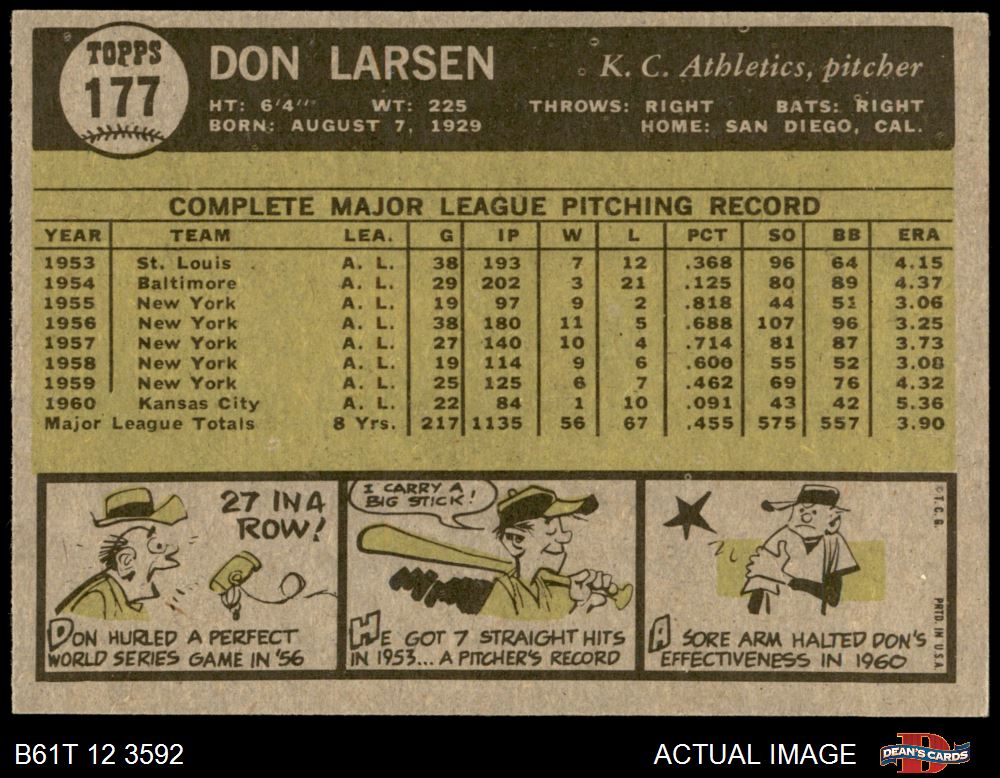 TOPPS
177
DON LARSEN
K. C. Athletics, pitcher
HT: 6'4" WT: 225 THROWS: RIGHT BATS: RIGHT
BORN: AUGUST 7, 1929 HOME: SAN DIEGO, CAL.
COMPLETE MAJOR LEAGUE PITCHING RECORD
YEAR TEAM LEA. G IP W L PCT SO BB ERA
1953 St. Louis A. L. 38 193 7 12 .368 96 64 4.15
1954 Baltimore A. L. 29 202 3 21 .125 80 89 4.37
1955 New York A. L. 19 97 9 2 .818 44 51 3.06
1956 New York A. L. 38 180 11 5 .688 107 96 3.25
1957 New York A. L. 27 140 10 4 .714 81 87 3.73
1958 New York A. L. 19 114 9 6 .600 55 52 3.08
1959 New York A. L. 25 125 6 7 .462 69 76 4.32
1960 Kansas City A. L. 22 84 1 10 .091 43 42 5.36
Major League Totals 8 Yrs. 217 1135 56 67 .455 575 557 3.90
27 IN A
ROW!
DON HURLED A PERFECT
WORLD SERIES GAME IN '56
I CARRY A
BIG STICK!
HE GOT 7 STRAIGHT HITS
IN 1953... A PITCHER'S RECORD
A SORE ARM HALTED DON'S
EFFECTIVENESS IN 1960
© T. C. G. PRTD. IN U.S.A.
B61T 12 3592
ACTUAL IMAGE
DEAN'S CARDS